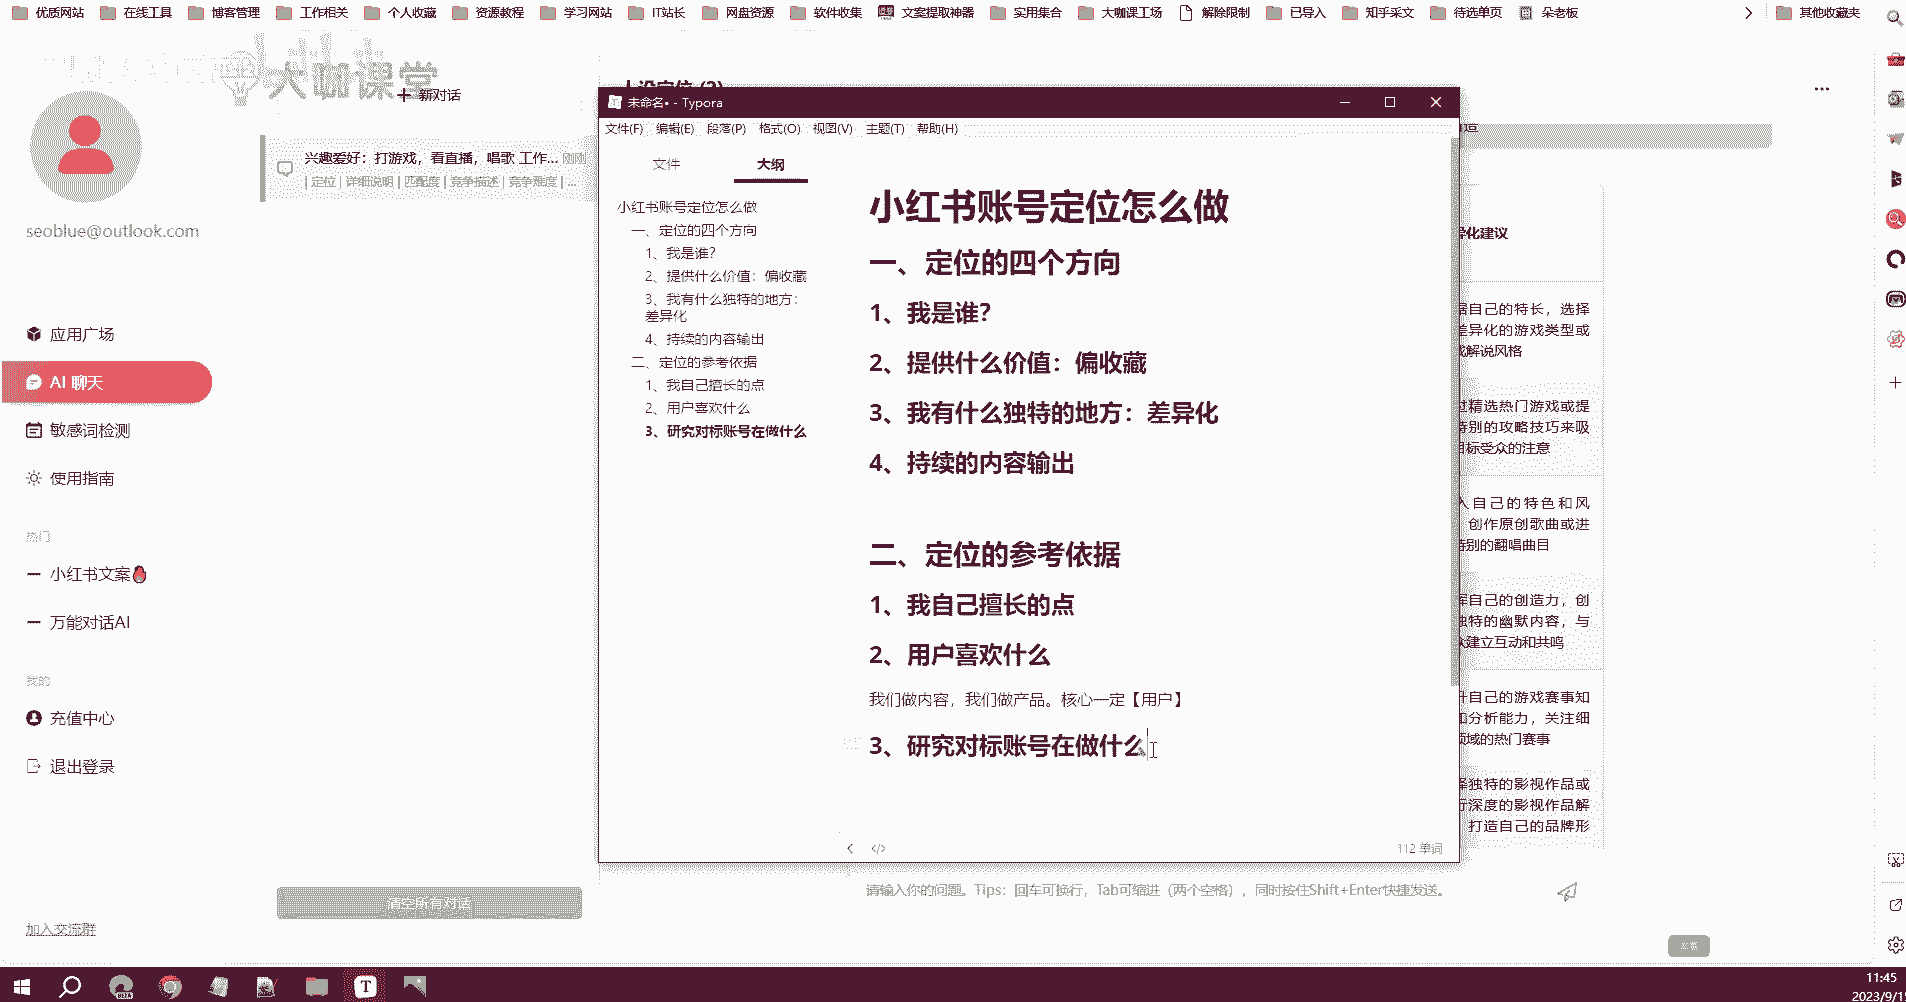 优质网站
在线工具
博客管理
工作相关
个人收藏
资源教程
学习网站
IT站长
网盘资源
软件收集
文案提取神器
实用集合
大咖课工场
解除限制
已导入
知乎采文
待选单页
朵老板
其他收藏夹
大咖课堂
seoblue@outlook.com
应用广场
AI 聊天
敏感词检测
使用指南
热门
小红书文案
万能对话AI
我的
充值中心
退出登录
加入交流群
+ 新对话
兴趣爱好：打游戏，看直播，唱歌 工作... 刚刚
| 定位 | 详细说明 | 匹配度 | 竞争描述 | 竞争难度 | ...
清空所有对话
未命名• - Typora
文件(F) 编辑(E) 段落(P) 格式(O) 视图(V) 主题(T) 帮助(H)
文件
大纲
小红书账号定位怎么做
一、定位的四个方向
1、我是谁？
2、提供什么价值：偏收藏
3、我有什么独特的地方：
差异化
4、持续的内容输出
二、定位的参考依据
1、我自己擅长的点
2、用户喜欢什么
3、研究对标账号在做什么
小红书账号定位怎么做
一、定位的四个方向
1、我是谁？
2、提供什么价值：偏收藏
3、我有什么独特的地方：差异化
4、持续的内容输出
二、定位的参考依据
1、我自己擅长的点
2、用户喜欢什么
我们做内容，我们做产品。核心一定【用户】
3、研究对标账号在做什么
112 单词
化建议
自己的特长，选择
异化的游戏类型或
解说风格
精选热门游戏或提
别的攻略技巧来吸
标受众的注意
入自己的特色和风
创作原创歌曲或进
特别的翻唱曲目
挥自己的创造力，创
独特的幽默内容，与
建立互动和共鸣
自己的游戏赛事知
和分析能力，关注细
领域的热门赛事
择独特的影视作品或
行深度的影视作品解
打造自己的品牌形
请输入你的问题。Tips：回车可换行，Tab可缩进（两个空格），同时按住Shift+Enter快捷发送。
11:45